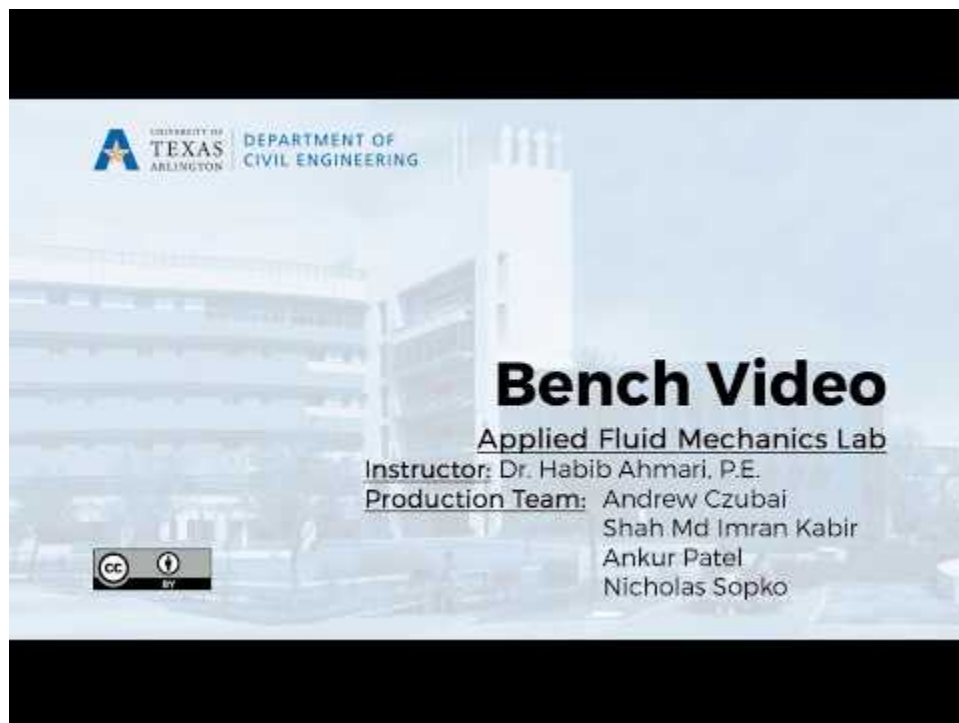 UNIVERSITY OF
TEXAS
ARLINGTON
DEPARTMENT OF
CIVIL ENGINEERING
Bench Video
Applied Fluid Mechanics Lab
Instructor: Dr. Habib Ahmari, P.E.
Production Team: Andrew Czubai
Shah Md Imran Kabir
Ankur Patel
Nicholas Sopko
cc
BY